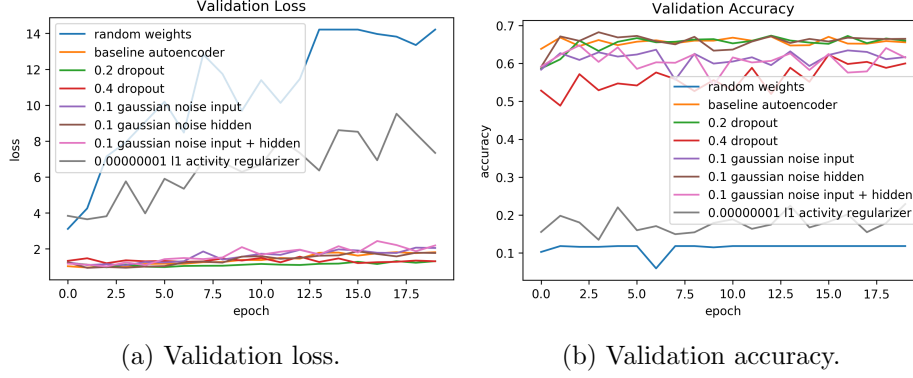 Validation Loss
14
12
10
8
6
4
2
loss
random weights
baseline autoencoder
0.2 dropout
0.4 dropout
0.1 gaussian noise input
0.1 gaussian noise hidden
0.1 gaussian noise input + hidden
0.00000001 l1 activity regularizer
0.0 2.5 5.0 7.5 10.0 12.5 15.0 17.5
epoch
(a) Validation loss.
Validation Accuracy
0.7
0.6
0.5
0.4
0.3
0.2
0.1
accuracy
random weights
baseline autoencoder
0.2 dropout
0.4 dropout
0.1 gaussian noise input
0.1 gaussian noise hidden
0.1 gaussian noise input + hidden
0.00000001 l1 activity regularizer
0.0 2.5 5.0 7.5 10.0 12.5 15.0 17.5
epoch
(b) Validation accuracy.